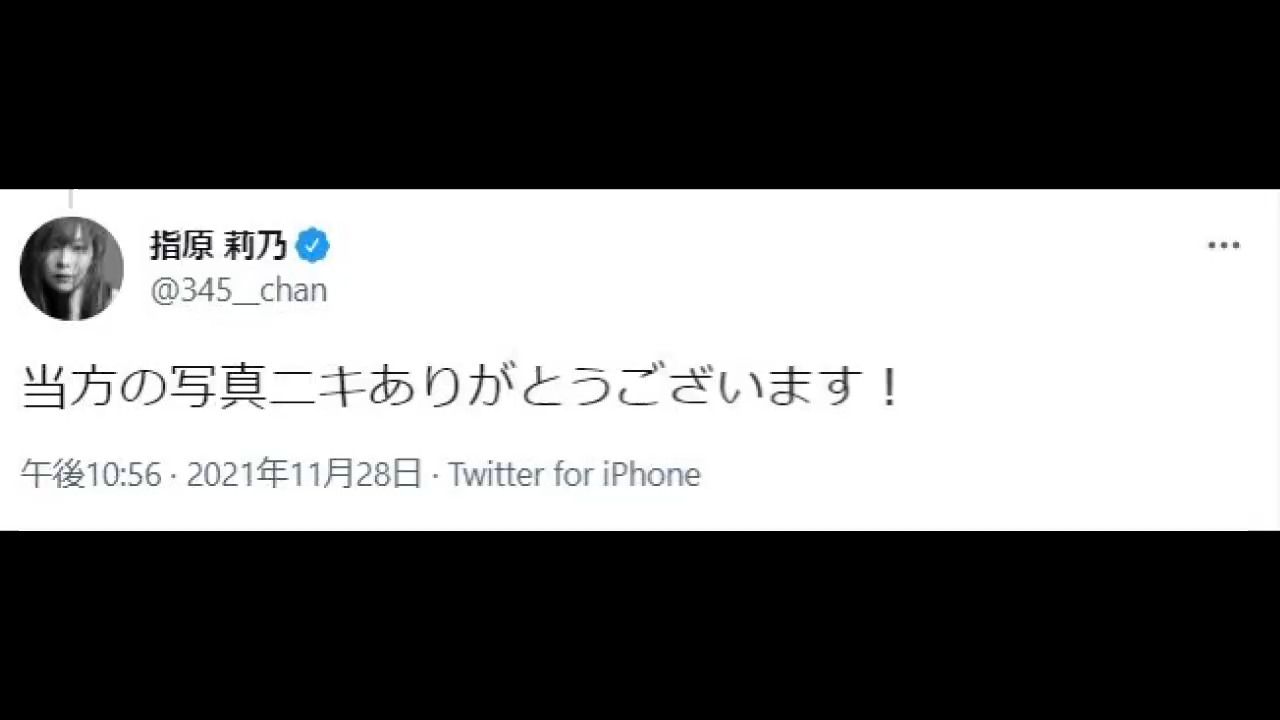 指原 莉乃
@345__chan
当方の写真ニキありがとうございます！
午後10:56 · 2021年11月28日 · Twitter for iPhone